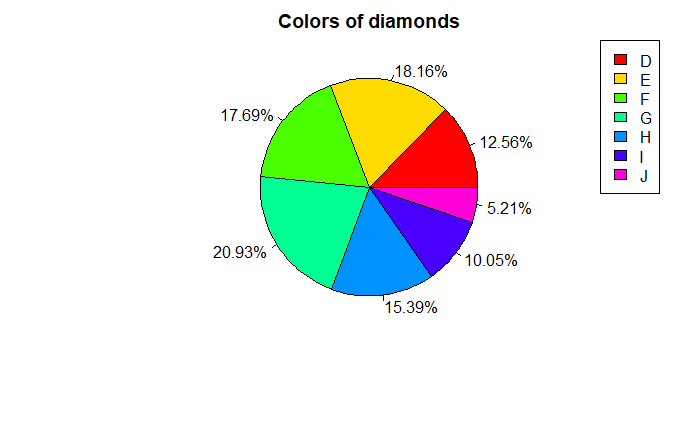 Colors of diamonds
18.16%
17.69%
12.56%
5.21%
20.93%
10.05%
15.39%
D
E
F
G
H
I
J